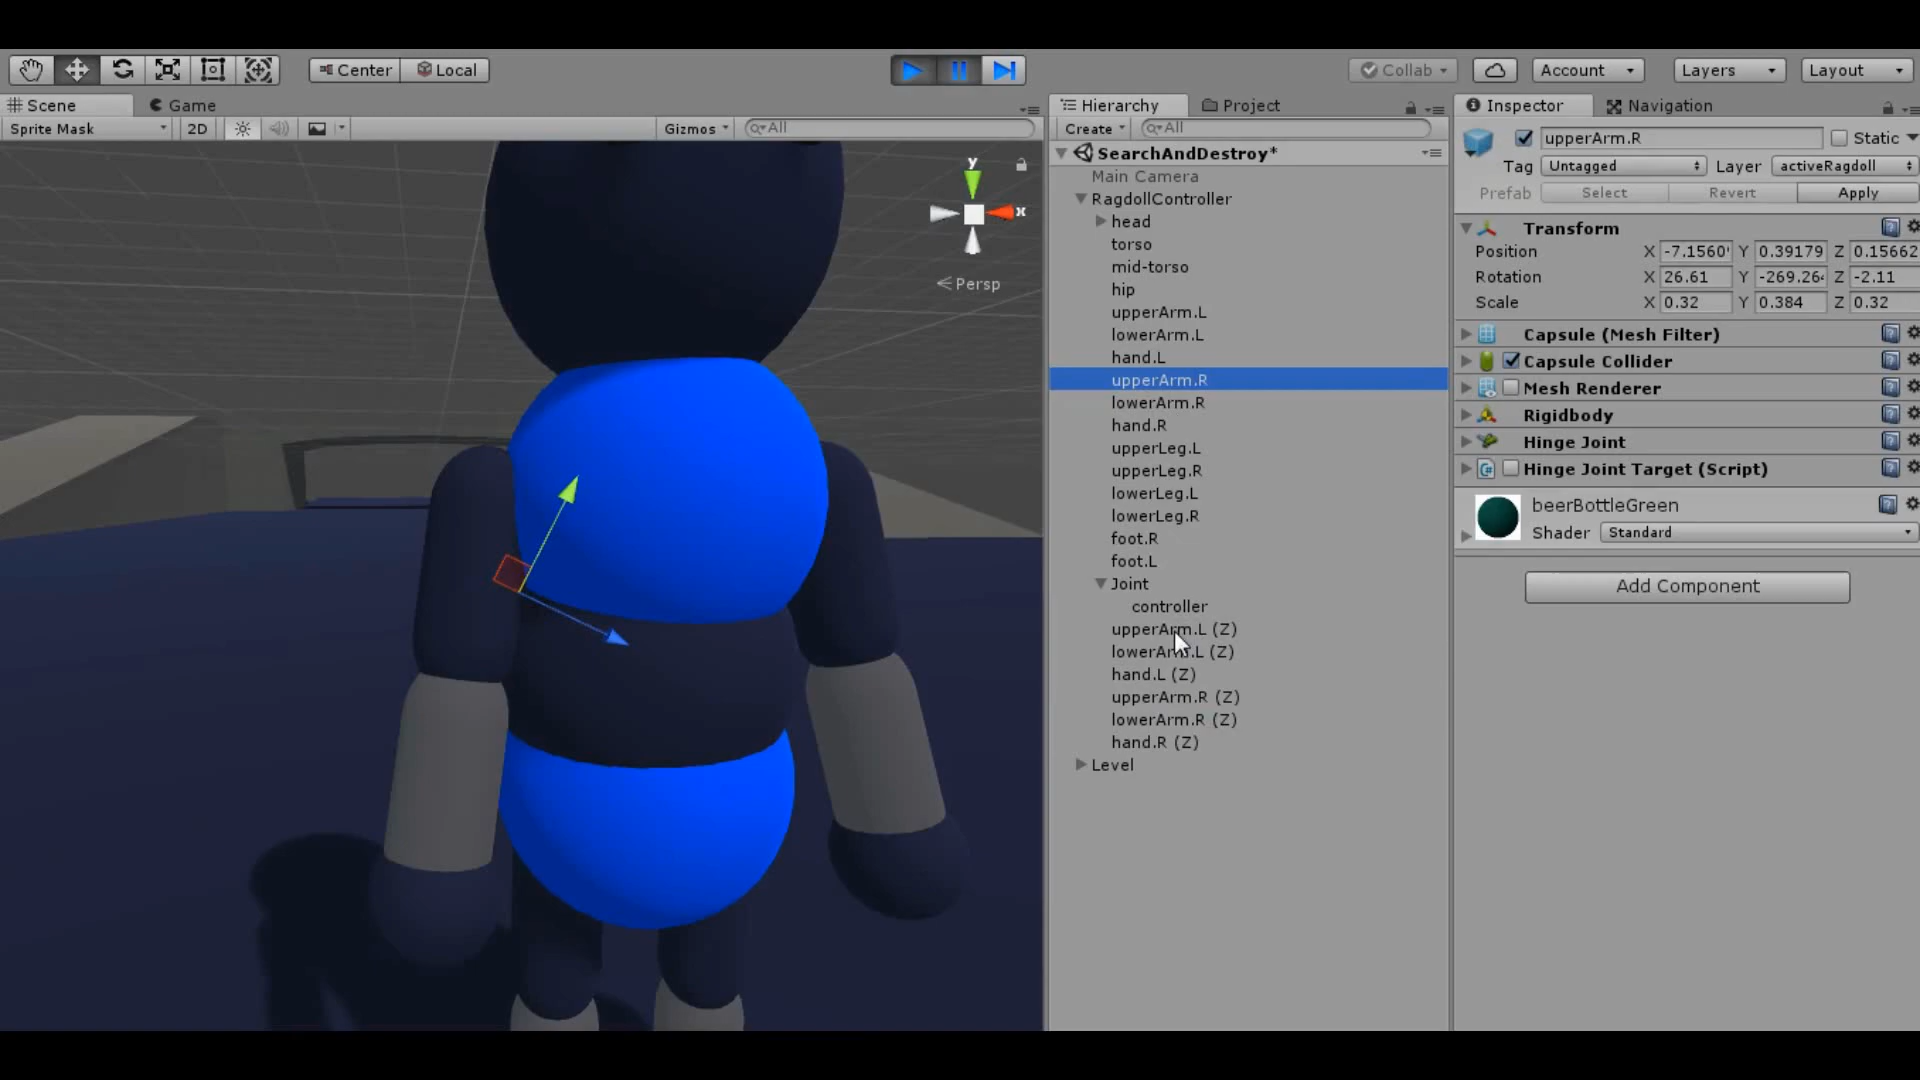 Center Local Collab Account Layers Layout
Scene Game Hierarchy Project Inspector Navigation
Sprite Mask 2D Gizmos All Create All
upperArm.R Static
Tag Untagged Layer activeRagdoll
Prefab Select Revert Apply
SearchAndDestroy*
Main Camera
RagdollController
head
torso
mid-torso
hip
upperArm.L
lowerArm.L
hand.L
upperArm.R
lowerArm.R
hand.R
upperLeg.L
upperLeg.R
lowerLeg.L
lowerLeg.R
foot.R
foot.L
Joint
controller
upperArm.L (Z)
lowerArm.L (Z)
hand.L (Z)
upperArm.R (Z)
lowerArm.R (Z)
hand.R (Z)
Level
y
x
Persp
Transform
Position X -7.1560 Y 0.39179 Z 0.15662
Rotation X 26.61 Y -269.26 Z -2.11
Scale X 0.32 Y 0.384 Z 0.32
Capsule (Mesh Filter)
Capsule Collider
Mesh Renderer
Rigidbody
Hinge Joint
Hinge Joint Target (Script)
beerBottleGreen
Shader Standard
Add Component